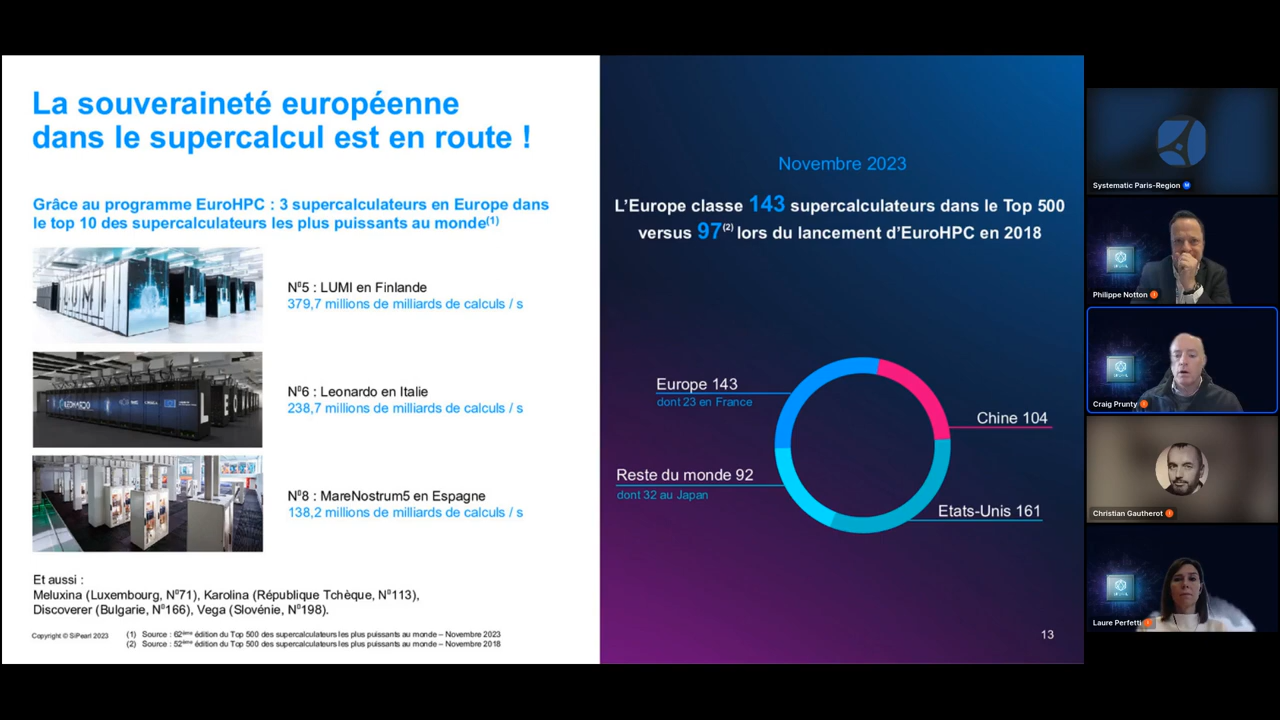 La souveraineté européenne
dans le supercalcul est en route !
Grâce au programme EuroHPC : 3 supercalculateurs en Europe dans
le top 10 des supercalculateurs les plus puissants au monde(1)
LUMI
N⁰5 : LUMI en Finlande
379,7 millions de milliards de calculs / s
N⁰6 : Leonardo en Italie
238,7 millions de milliards de calculs / s
N⁰8 : MareNostrum5 en Espagne
138,2 millions de milliards de calculs / s
Et aussi :
Meluxina (Luxembourg, N⁰71), Karolina (République Tchèque, N⁰113),
Discoverer (Bulgarie, N⁰166), Vega (Slovénie, N⁰198).
Copyright © SiPearl 2023
(1) Source : 62ème édition du Top 500 des supercalculateurs les plus puissants au monde – Novembre 2023
(2) Source : 52ème édition du Top 500 des supercalculateurs les plus puissants au monde – Novembre 2018
Novembre 2023
L'Europe classe 143 supercalculateurs dans le Top 500
versus 97(2) lors du lancement d'EuroHPC en 2018
Europe 143
dont 23 en France
Chine 104
Reste du monde 92
dont 32 au Japan
Etats-Unis 161
13
Systematic Paris-Region
Philippe Notton
Craig Prunty
Christian Gautherot
Laure Perfetti